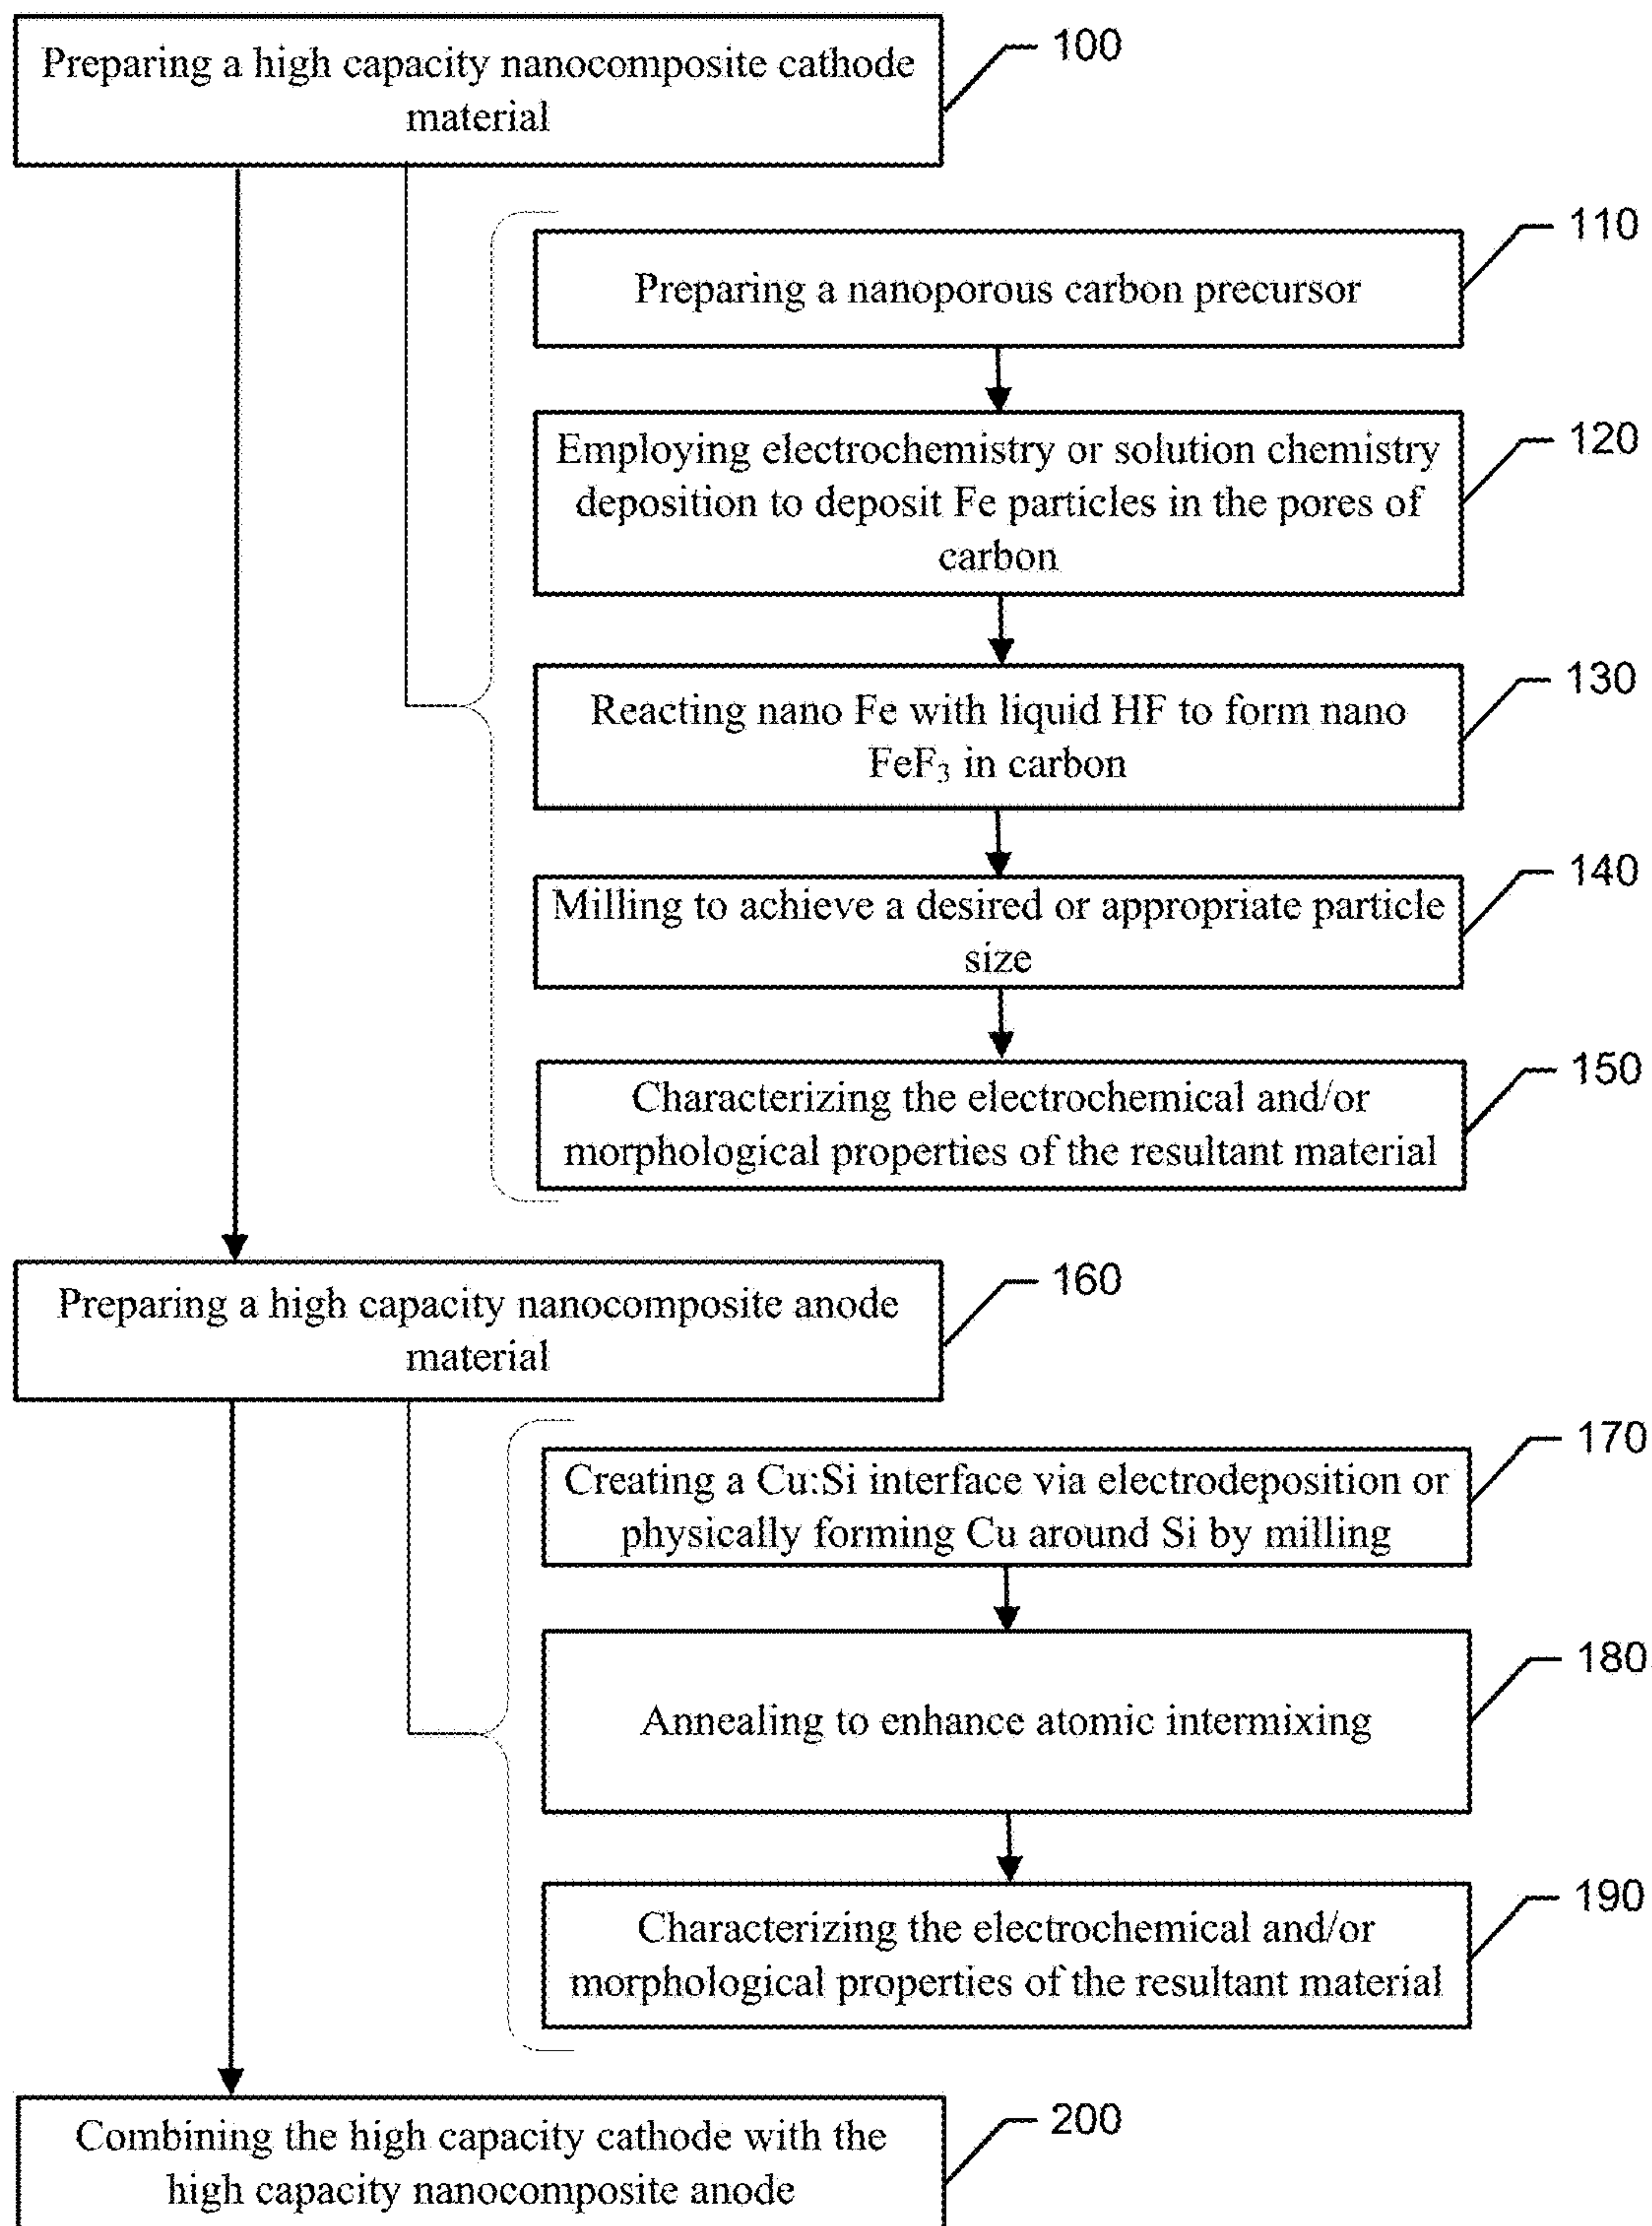 Preparing a high capacity nanocomposite cathode
material
100
110
Preparing a nanoporous carbon precursor
120
Employing electrochemistry or solution chemistry
deposition to deposit Fe particles in the pores of
carbon
130
Reacting nano Fe with liquid HF to form nano
FeF₃ in carbon
140
Milling to achieve a desired or appropriate particle
size
150
Characterizing the electrochemical and/or
morphological properties of the resultant material
160
Preparing a high capacity nanocomposite anode
material
170
Creating a Cu:Si interface via electrodeposition or
physically forming Cu around Si by milling
180
Annealing to enhance atomic intermixing
190
Characterizing the electrochemical and/or
morphological properties of the resultant material
200
Combining the high capacity cathode with the
high capacity nanocomposite anode